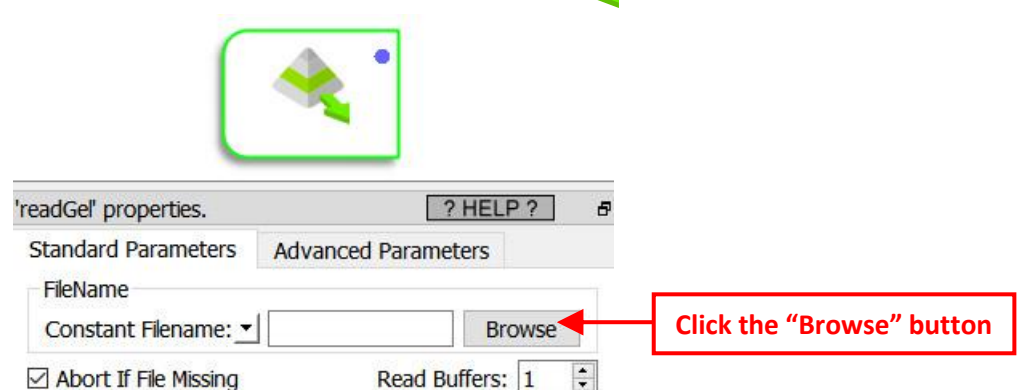 'readGel' properties.
? HELP ?
Standard Parameters
Advanced Parameters
FileName
Constant Filename:
Browse
Click the “Browse” button
Abort If File Missing
Read Buffers: 1